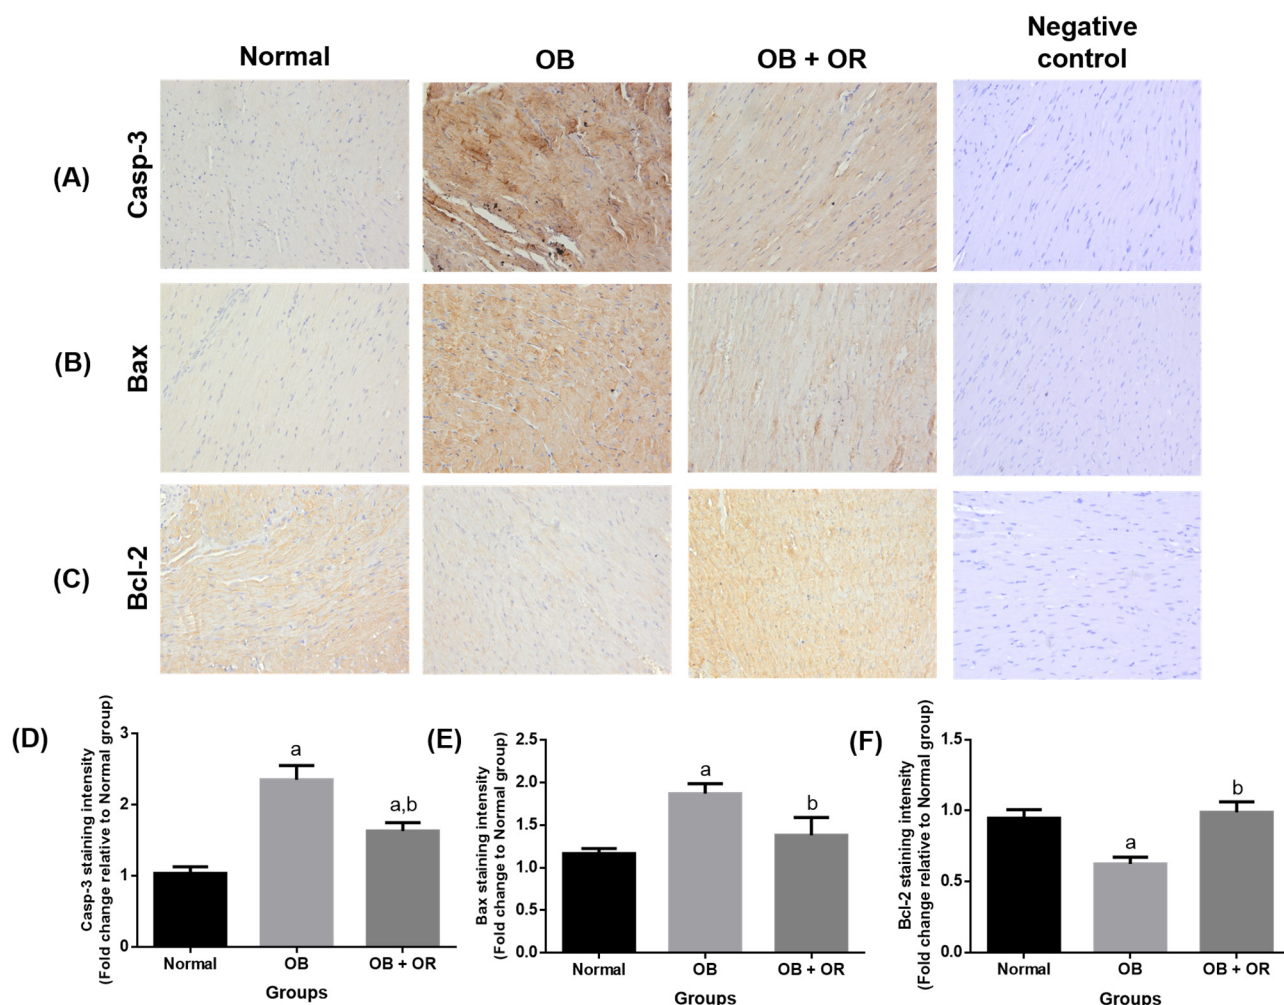 Normal
OB
OB + OR
Negative
control
(A)
Casp-3
(B)
Bax
(C)
Bcl-2
(D)
Casp-3 staining intensity
(Fold change relative to Normal group)
3
2
1
0
a
a,b
Normal
OB
OB + OR
Groups
(E)
Bax staining intensity
(Fold change to Normal group)
2.5
2.0
1.5
1.0
0.5
0.0
a
b
Normal
OB
OB + OR
Groups
(F)
Bcl-2 staining intensity
(Fold change relative to Normal group)
1.5
1.0
0.5
0.0
a
b
Normal
OB
OB + OR
Groups